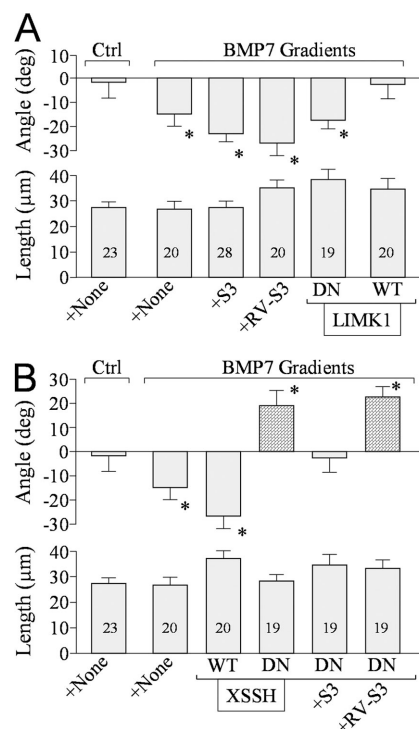 A
Ctrl BMP7 Gradients
Angle (deg)
10
0
-10
-20
-30
* * * *
Length (μm)
40
30
20
10
0
23 20 28 20 19 20
+None +None +S3 +RV-S3 DN WT
LIMK1
B
Ctrl BMP7 Gradients
Angle (deg)
30
20
10
0
-10
-20
-30
* * * *
Length (μm)
40
30
20
10
0
23 20 20 19 19 19
+None +None WT DN DN DN
XSSH +S3 +RV-S3